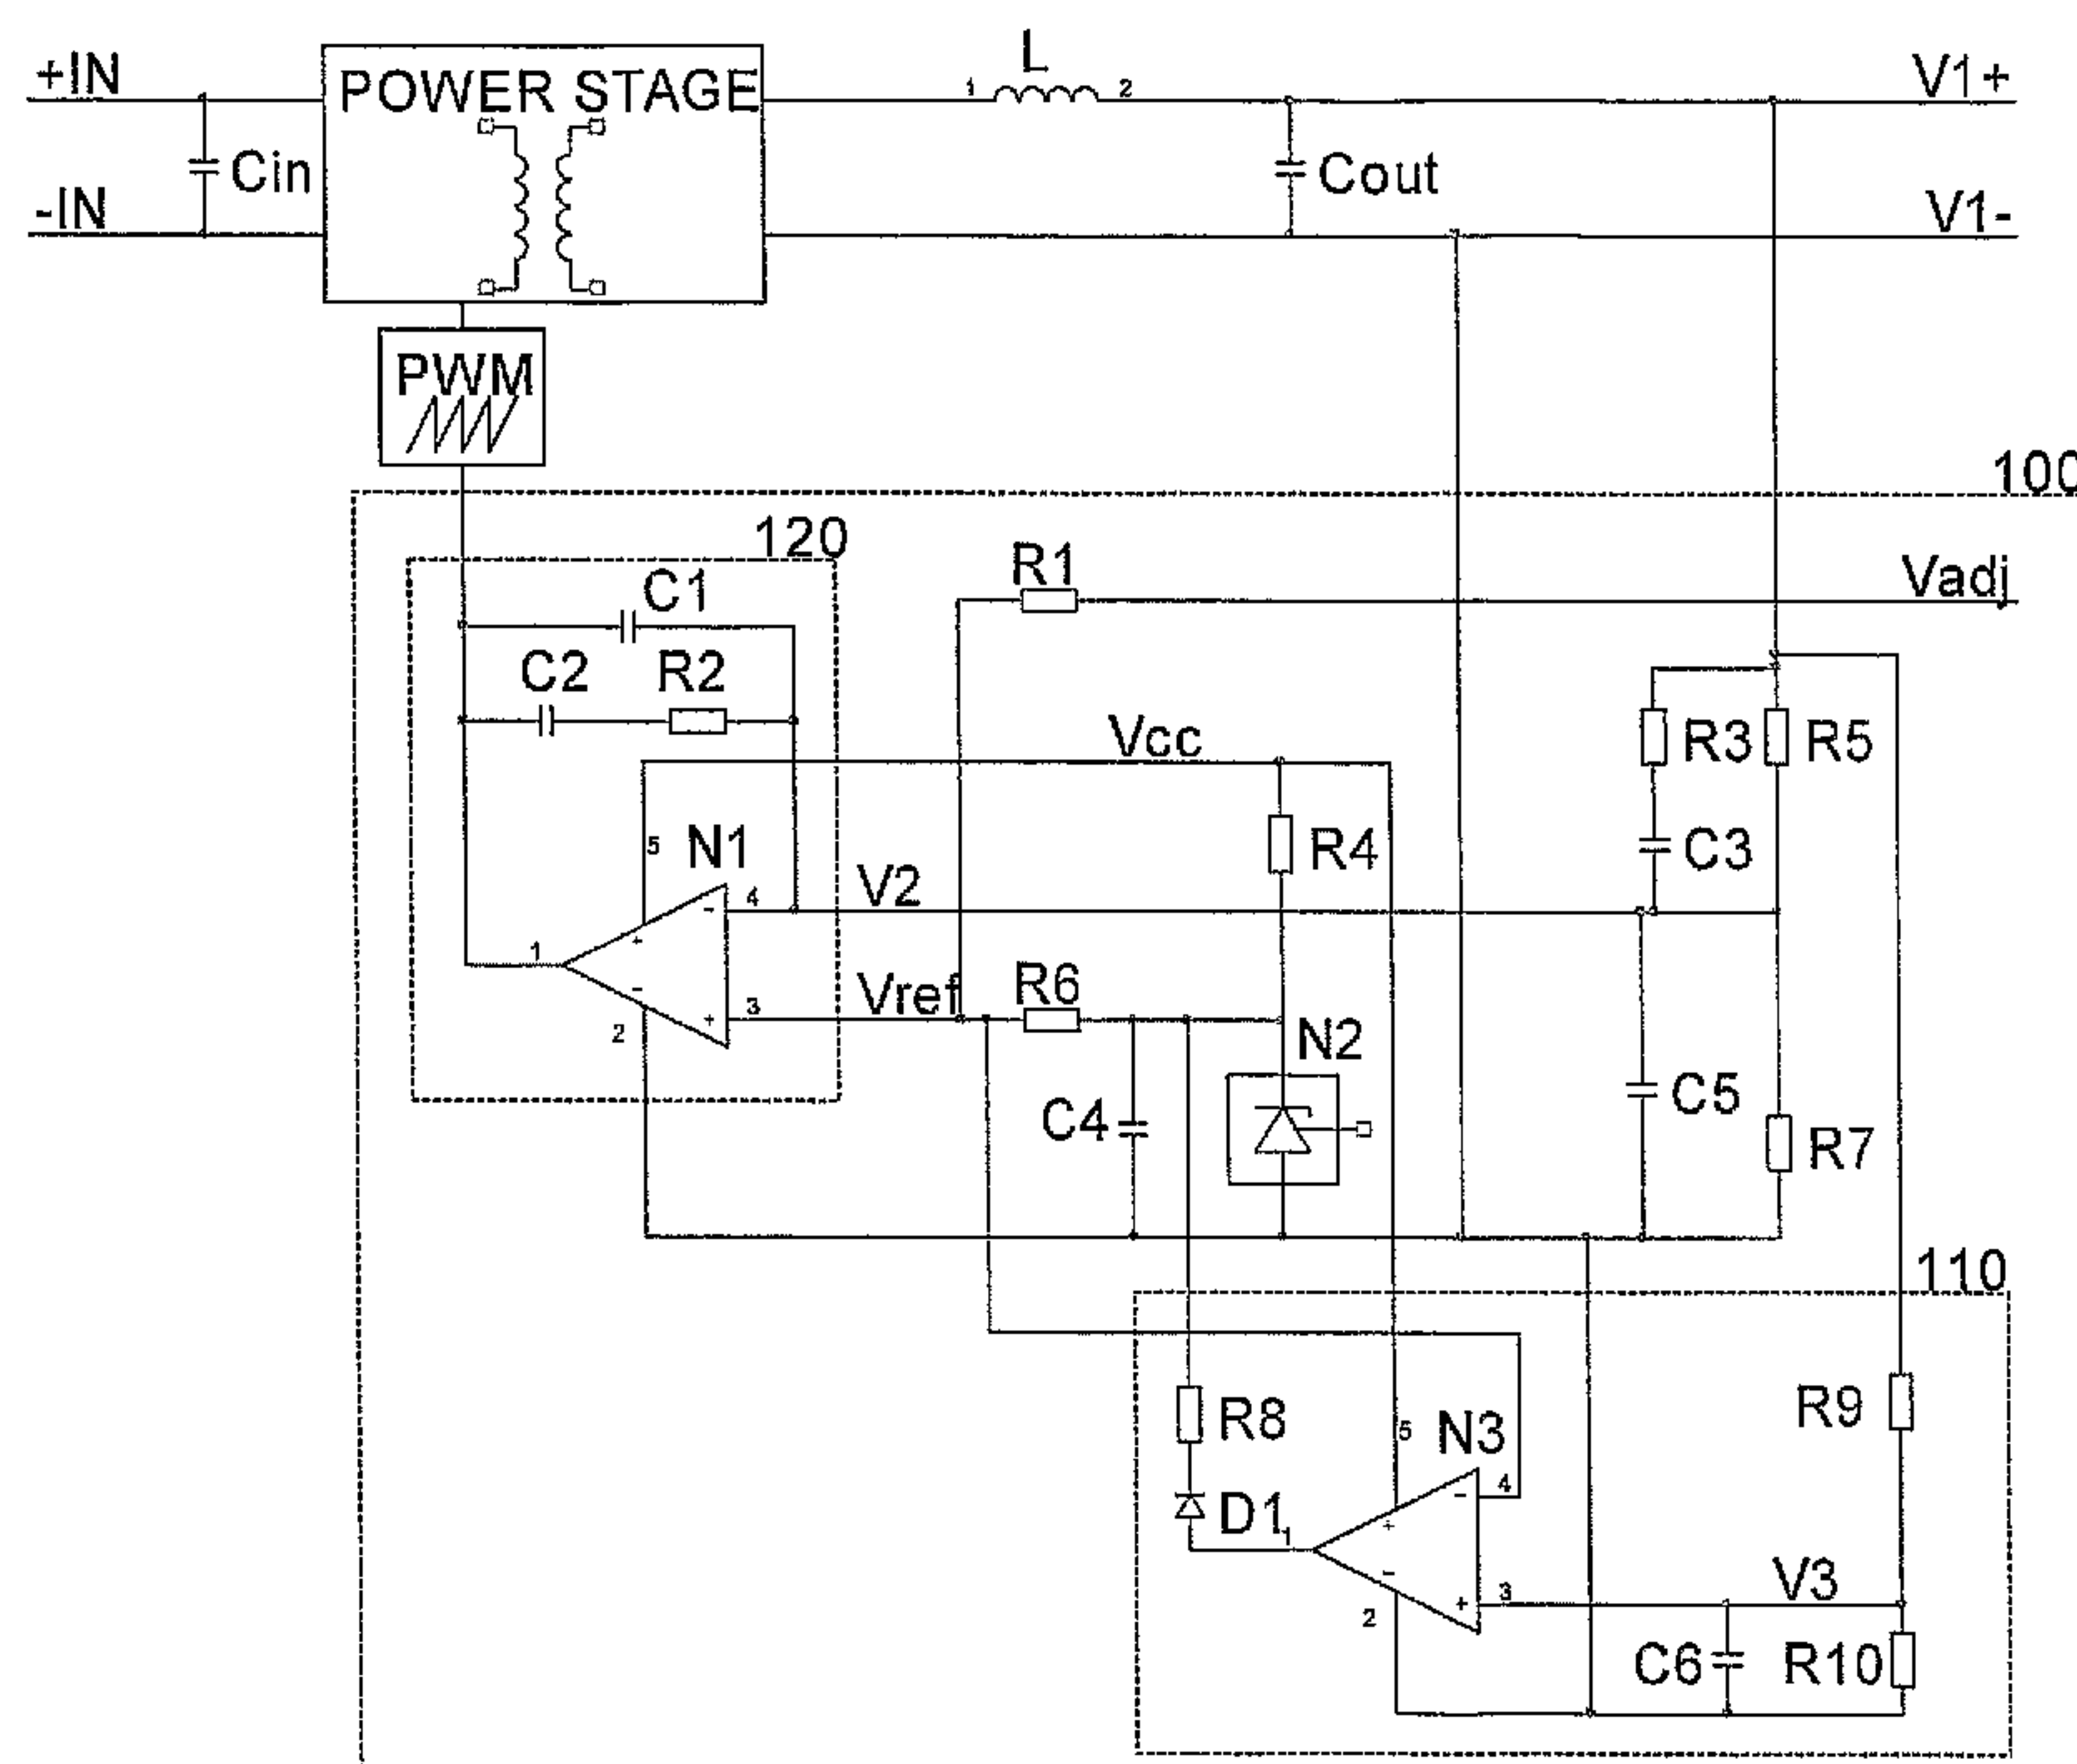 +IN
POWER STAGE
L
1
2
V1+
Cin
Cout
-IN
V1-
PWM
100
120
R1
Vadj
C1
C2
R2
Vcc
R3
R5
5
N1
R4
C3
4
V2
-
+
1
-
Vref
R6
3
+
2
N2
C4
C5
R7
110
R8
5
N3
R9
4
-
D1
1
+
-
V3
3
+
2
C6
R10